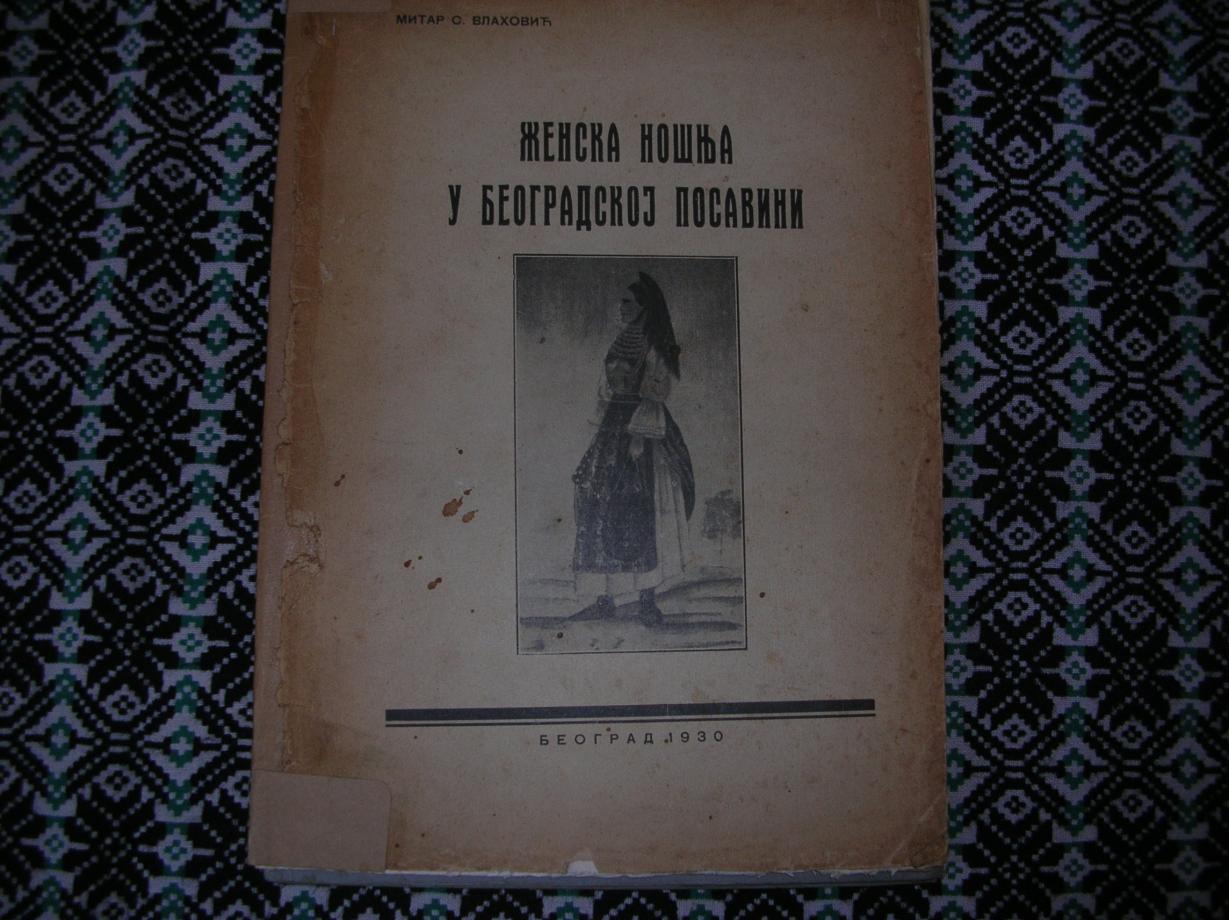 МИТАР С. ВЛАХОВИЋ
ЖЕНСКА НОШЊА
У БЕОГРАДСКОЈ ПОСАВИНИ
БЕОГРАД 1930